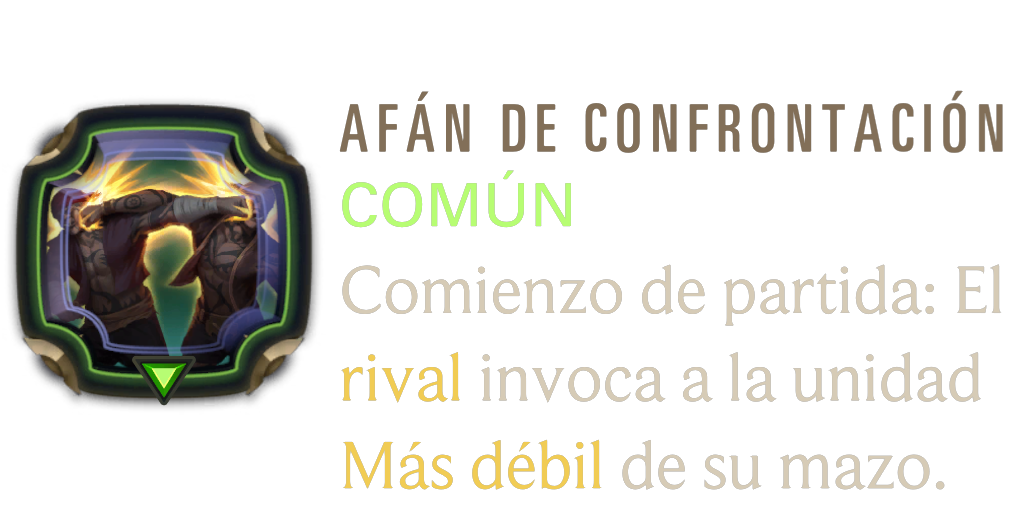 AFÁN DE CONFRONTACIÓN
COMÚN
Comienzo de partida: El
rival invoca a la unidad
Más débil de su mazo.